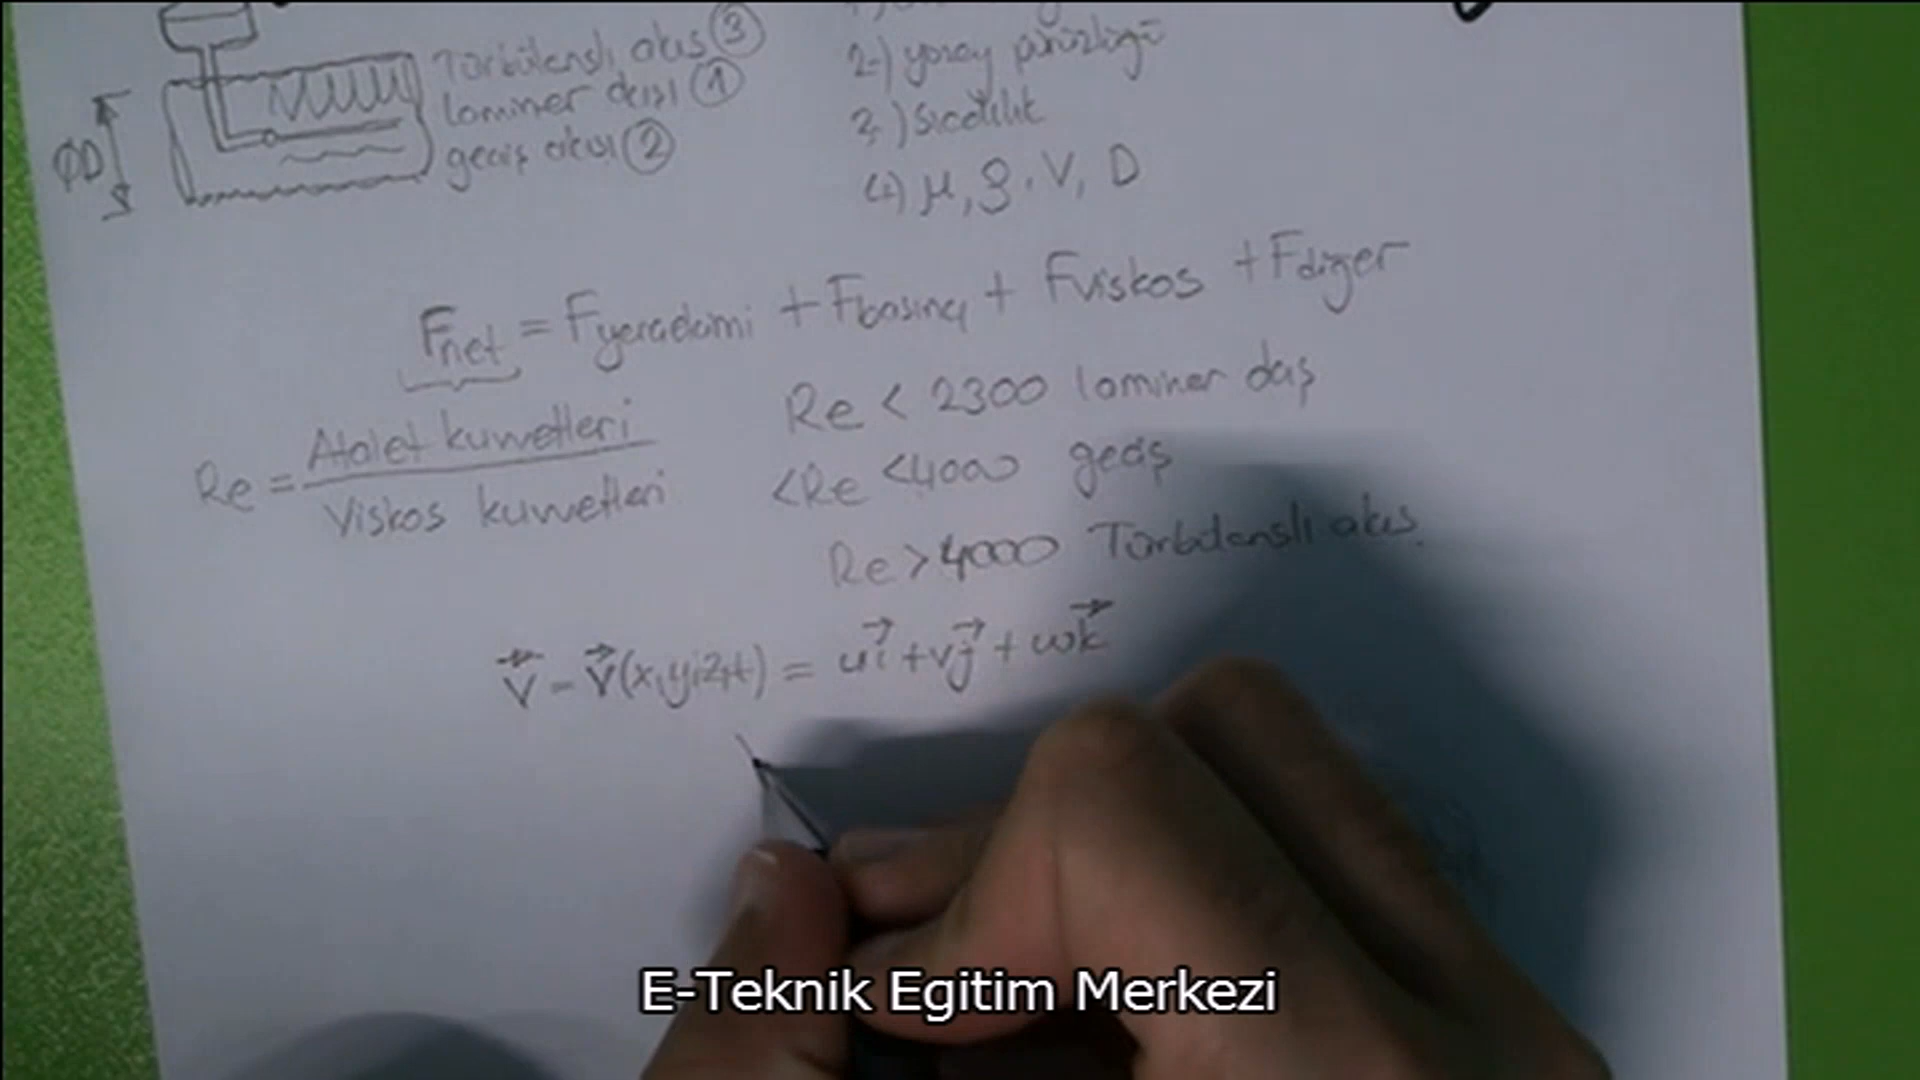 Türbülanslı akış ③
laminer akışı ①
geçiş akışı ②
ØD
2-) yüzey pürüzlüğü
3-) Sıcaklık
4) μ, ρ, V, D
Fnet = Fyerçekimi + Fbasınç + Fviskos + Fdiğer
Re = Atalet kuvvetleri
Viskos kuvvetleri
Re < 2300 laminer akış
<Re <4000 geçiş
Re > 4000 Türbülanslı akış.
V⃗ = V⃗(x,y,z,t) = ui⃗ + vj⃗ + wk⃗
E-Teknik Egitim Merkezi